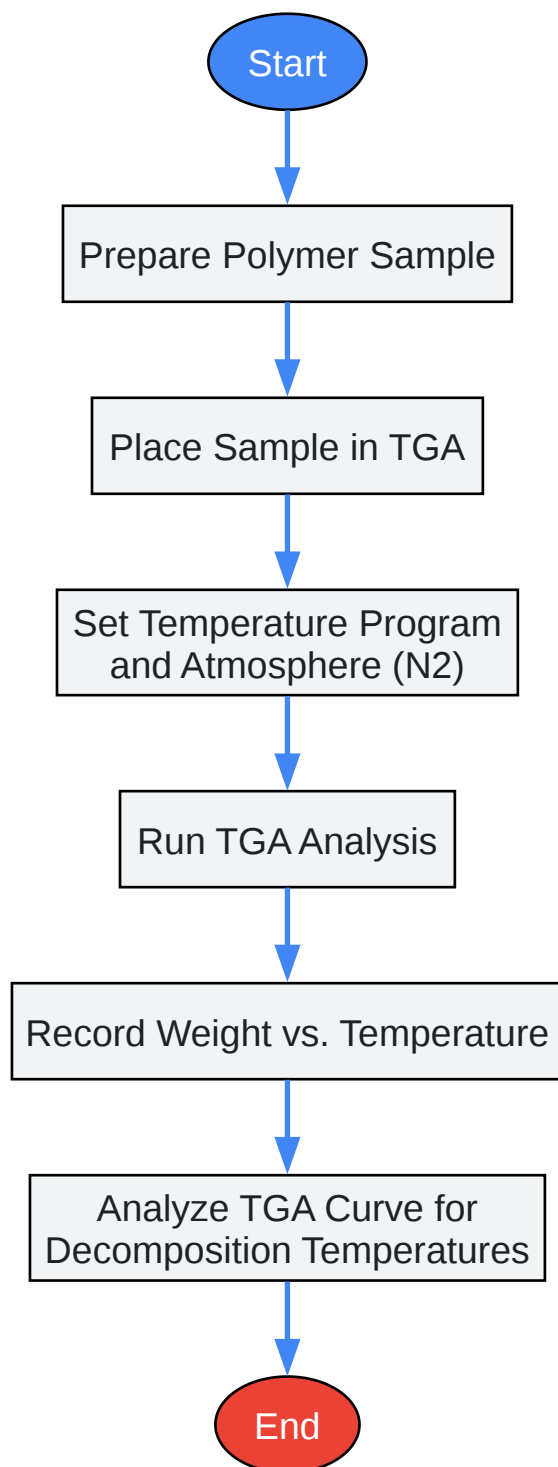 Start
Prepare Polymer Sample
Place Sample in TGA
Set Temperature Program
and Atmosphere (N2)
Run TGA Analysis
Record Weight vs. Temperature
Analyze TGA Curve for
Decomposition Temperatures
End